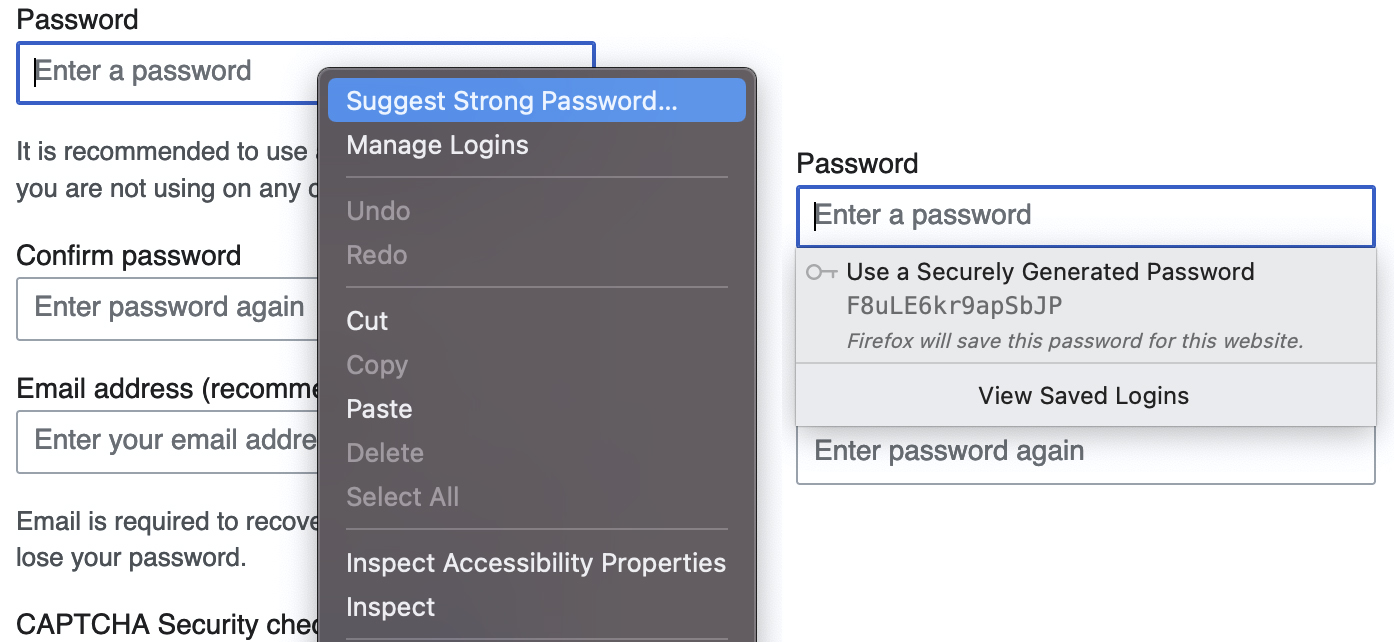 Password
Enter a password
It is recommended to use
you are not using on any
Confirm password
Enter password again
Email address (recomme
Enter your email addre
Email is required to recove
lose your password.
CAPTCHA Security chec
Suggest Strong Password...
Manage Logins
Undo
Redo
Cut
Copy
Paste
Delete
Select All
Inspect Accessibility Properties
Inspect
Password
Enter a password
Use a Securely Generated Password
F8uLE6kr9apSbJP
Firefox will save this password for this website.
View Saved Logins
Enter password again